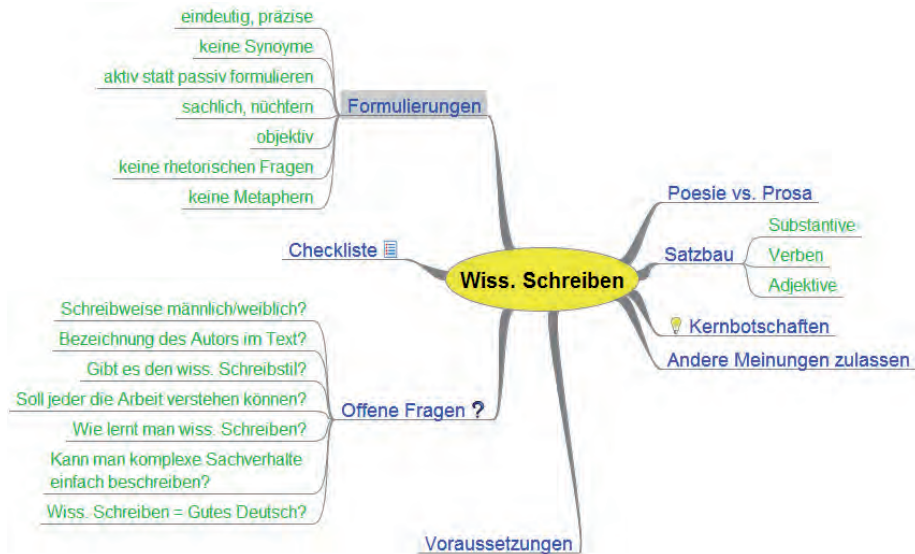 eindeutig, präzise
keine Synoyme
aktiv statt passiv formulieren
sachlich, nüchtern
objektiv
keine rhetorischen Fragen
keine Metaphern
Formulierungen
Checkliste
Schreibweise männlich/weiblich?
Bezeichnung des Autors im Text?
Gibt es den wiss. Schreibstil?
Soll jeder die Arbeit verstehen können?
Wie lernt man wiss. Schreiben?
Kann man komplexe Sachverhalte
einfach beschreiben?
Wiss. Schreiben = Gutes Deutsch?
Offene Fragen ?
Wiss. Schreiben
Poesie vs. Prosa
Satzbau
Substantive
Verben
Adjektive
Kernbotschaften
Andere Meinungen zulassen
Voraussetzungen